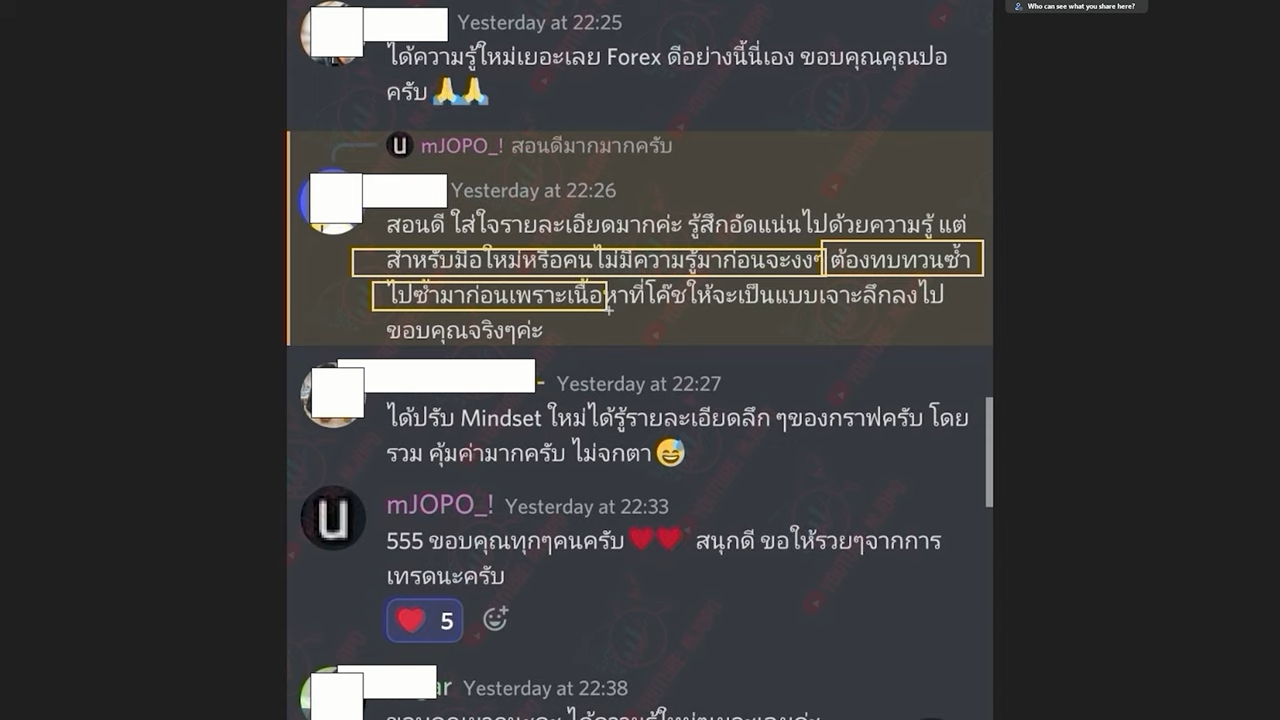 Who can see what you share here?
Yesterday at 22:25
ได้ความรู้ใหม่เยอะเลย Forex ดีอย่างนี้นี่เอง ขอบคุณคุณปอ
ครับ 🙏🙏
mJOPO_! สอนดีมากมากครับ
Yesterday at 22:26
สอนดี ใส่ใจรายละเอียดมากค่ะ รู้สึกอัดแน่นไปด้วยความรู้ แต่
สำหรับมือใหม่หรือคนไม่มีความรู้มาก่อนจะงงๆ ต้องทบทวนซ้ำ
ไปซ้ำมาก่อนเพราะเนื้อหาที่โค๊ชให้จะเป็นแบบเจาะลึกลงไป
ขอบคุณจริงๆค่ะ
Yesterday at 22:27
ได้ปรับ Mindset ใหม่ได้รู้รายละเอียดลึก ๆของกราฟครับ โดย
รวม คุ้มค่ามากครับ ไม่จกตา 😅
mJOPO_! Yesterday at 22:33
555 ขอบคุณทุกๆคนครับ ❤️❤️ สนุกดี ขอให้รวยๆจากการ
เทรดนะครับ
❤️ 5
ar Yesterday at 22:38